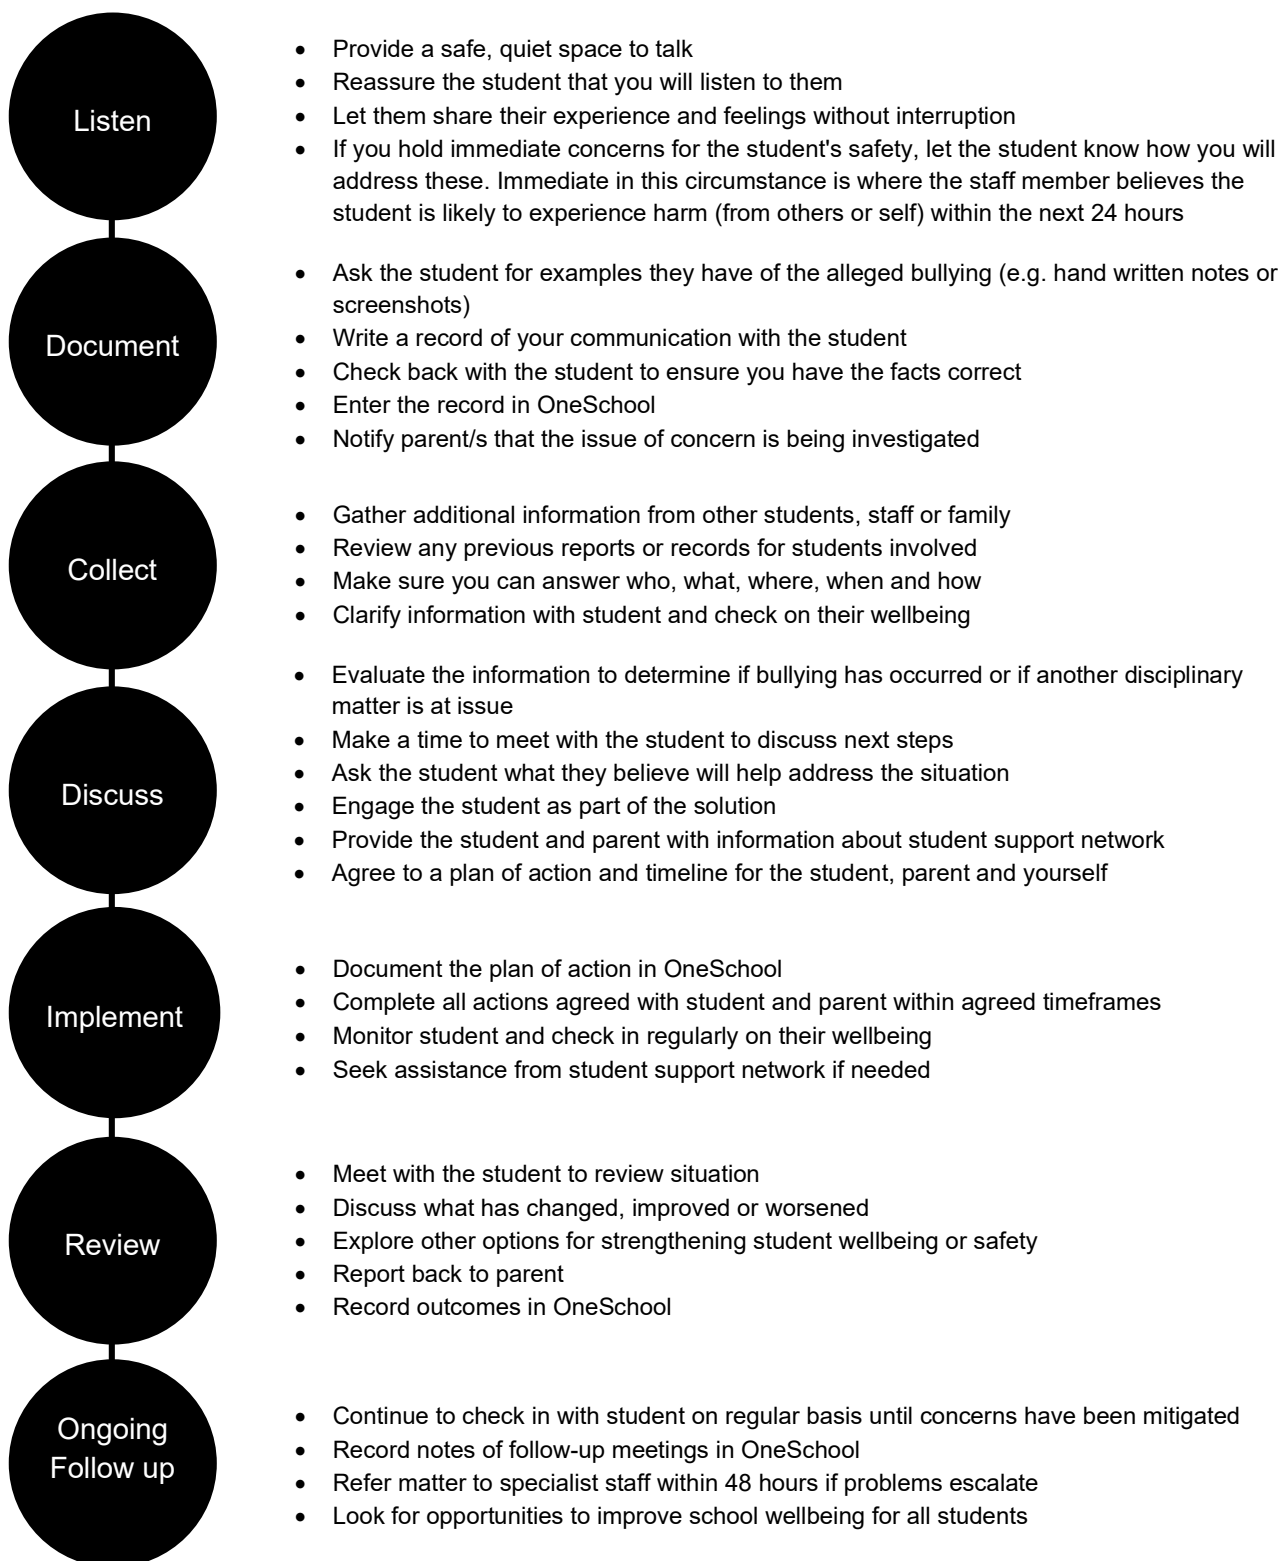 Listen
• Provide a safe, quiet space to talk
• Reassure the student that you will listen to them
• Let them share their experience and feelings without interruption
• If you hold immediate concerns for the student's safety, let the student know how you will
address these. Immediate in this circumstance is where the staff member believes the
student is likely to experience harm (from others or self) within the next 24 hours
Document
• Ask the student for examples they have of the alleged bullying (e.g. hand written notes or
screenshots)
• Write a record of your communication with the student
• Check back with the student to ensure you have the facts correct
• Enter the record in OneSchool
• Notify parent/s that the issue of concern is being investigated
Collect
• Gather additional information from other students, staff or family
• Review any previous reports or records for students involved
• Make sure you can answer who, what, where, when and how
• Clarify information with student and check on their wellbeing
Discuss
• Evaluate the information to determine if bullying has occurred or if another disciplinary
matter is at issue
• Make a time to meet with the student to discuss next steps
• Ask the student what they believe will help address the situation
• Engage the student as part of the solution
• Provide the student and parent with information about student support network
• Agree to a plan of action and timeline for the student, parent and yourself
Implement
• Document the plan of action in OneSchool
• Complete all actions agreed with student and parent within agreed timeframes
• Monitor student and check in regularly on their wellbeing
• Seek assistance from student support network if needed
Review
• Meet with the student to review situation
• Discuss what has changed, improved or worsened
• Explore other options for strengthening student wellbeing or safety
• Report back to parent
• Record outcomes in OneSchool
Ongoing
Follow up
• Continue to check in with student on regular basis until concerns have been mitigated
• Record notes of follow-up meetings in OneSchool
• Refer matter to specialist staff within 48 hours if problems escalate
• Look for opportunities to improve school wellbeing for all students